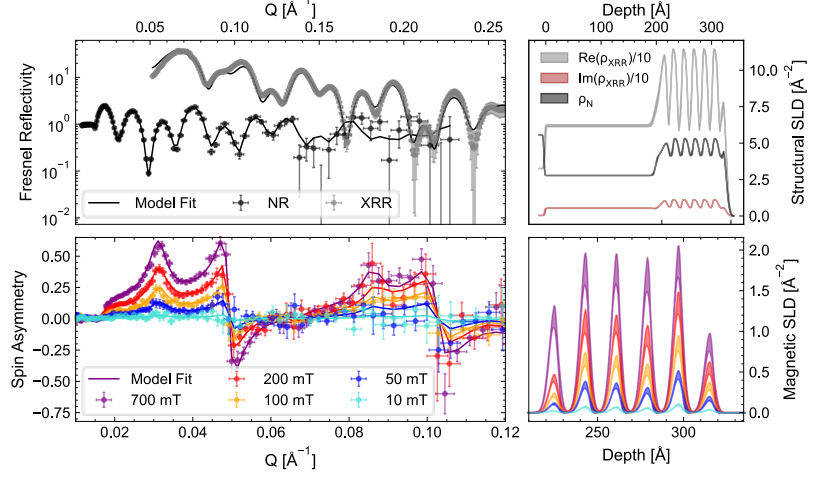 Q [Å⁻¹]
0.05 0.10 0.15 0.20 0.25
Fresnel Reflectivity
10¹
10⁰
10⁻¹
10⁻²
Model Fit NR XRR
Depth [Å]
0 100 200 300
Re(ρXRR)/10
Im(ρXRR)/10
ρN
10.0
7.5
5.0
2.5
0.0
Structural SLD [Å⁻²]
Spin Asymmetry
0.50
0.25
0.00
−0.25
−0.50
−0.75
Model Fit 200 mT 50 mT
700 mT 100 mT 10 mT
0.02 0.04 0.06 0.08 0.10 0.12
Q [Å⁻¹]
2.0
1.5
1.0
0.5
0.0
Magnetic SLD [Å⁻²]
250 300
Depth [Å]